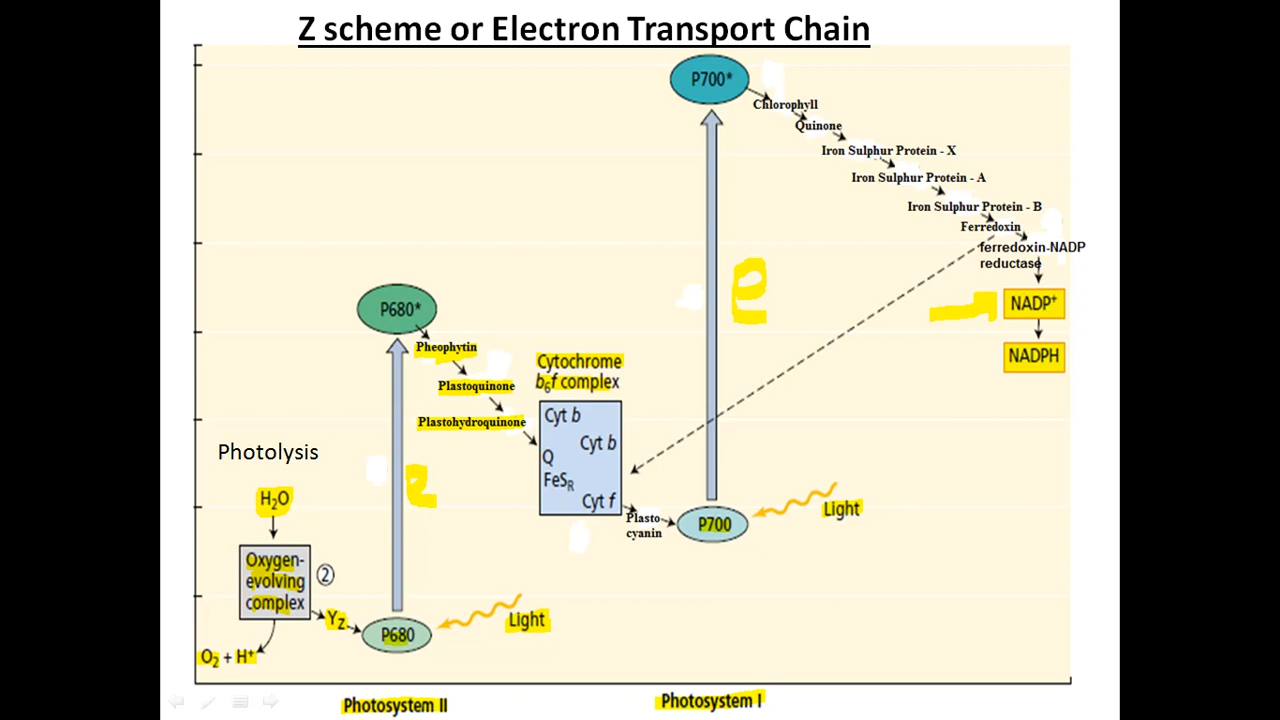 Z scheme or Electron Transport Chain
P700*
Chlorophyll
Quinone
Iron Sulphur Protein - X
Iron Sulphur Protein - A
Iron Sulphur Protein - B
Ferredoxin
ferredoxin-NADP
reductase
NADP⁺
NADPH
e
P680*
Pheophytin
Plastoquinone
Plastohydroquinone
Cytochrome
b₆f complex
Cyt b
Cyt b
Q
FeS_R
Cyt f
Plasto
cyanin
P700
Light
Photolysis
e
H₂O
Oxygen-
evolving
complex
②
Y_z
P680
Light
O₂ + H⁺
Photosystem II
Photosystem I